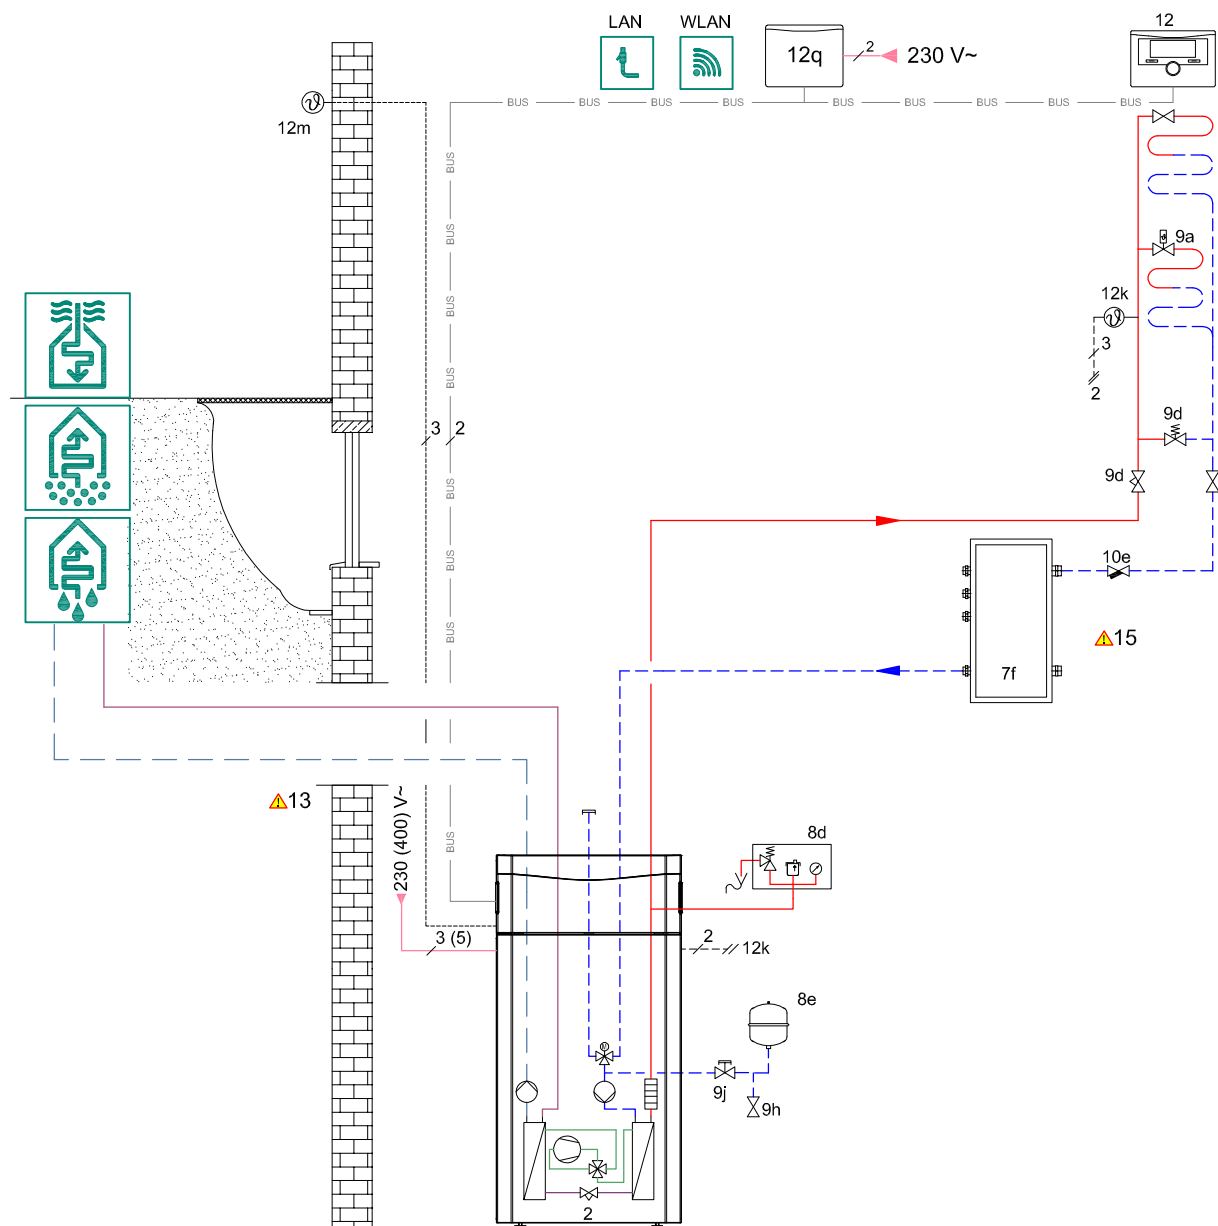 LAN
WLAN
12
12q
2
230 V~
12m
BUS BUS BUS BUS BUS BUS BUS BUS BUS
BUS
BUS
9a
12k
BUS
3
BUS
2
9d
3
2
9d
BUS
BUS
10e
15
BUS
7f
13
230 (400) V~
8d
BUS
3 (5)
2
12k
8e
M
9j
9h
2